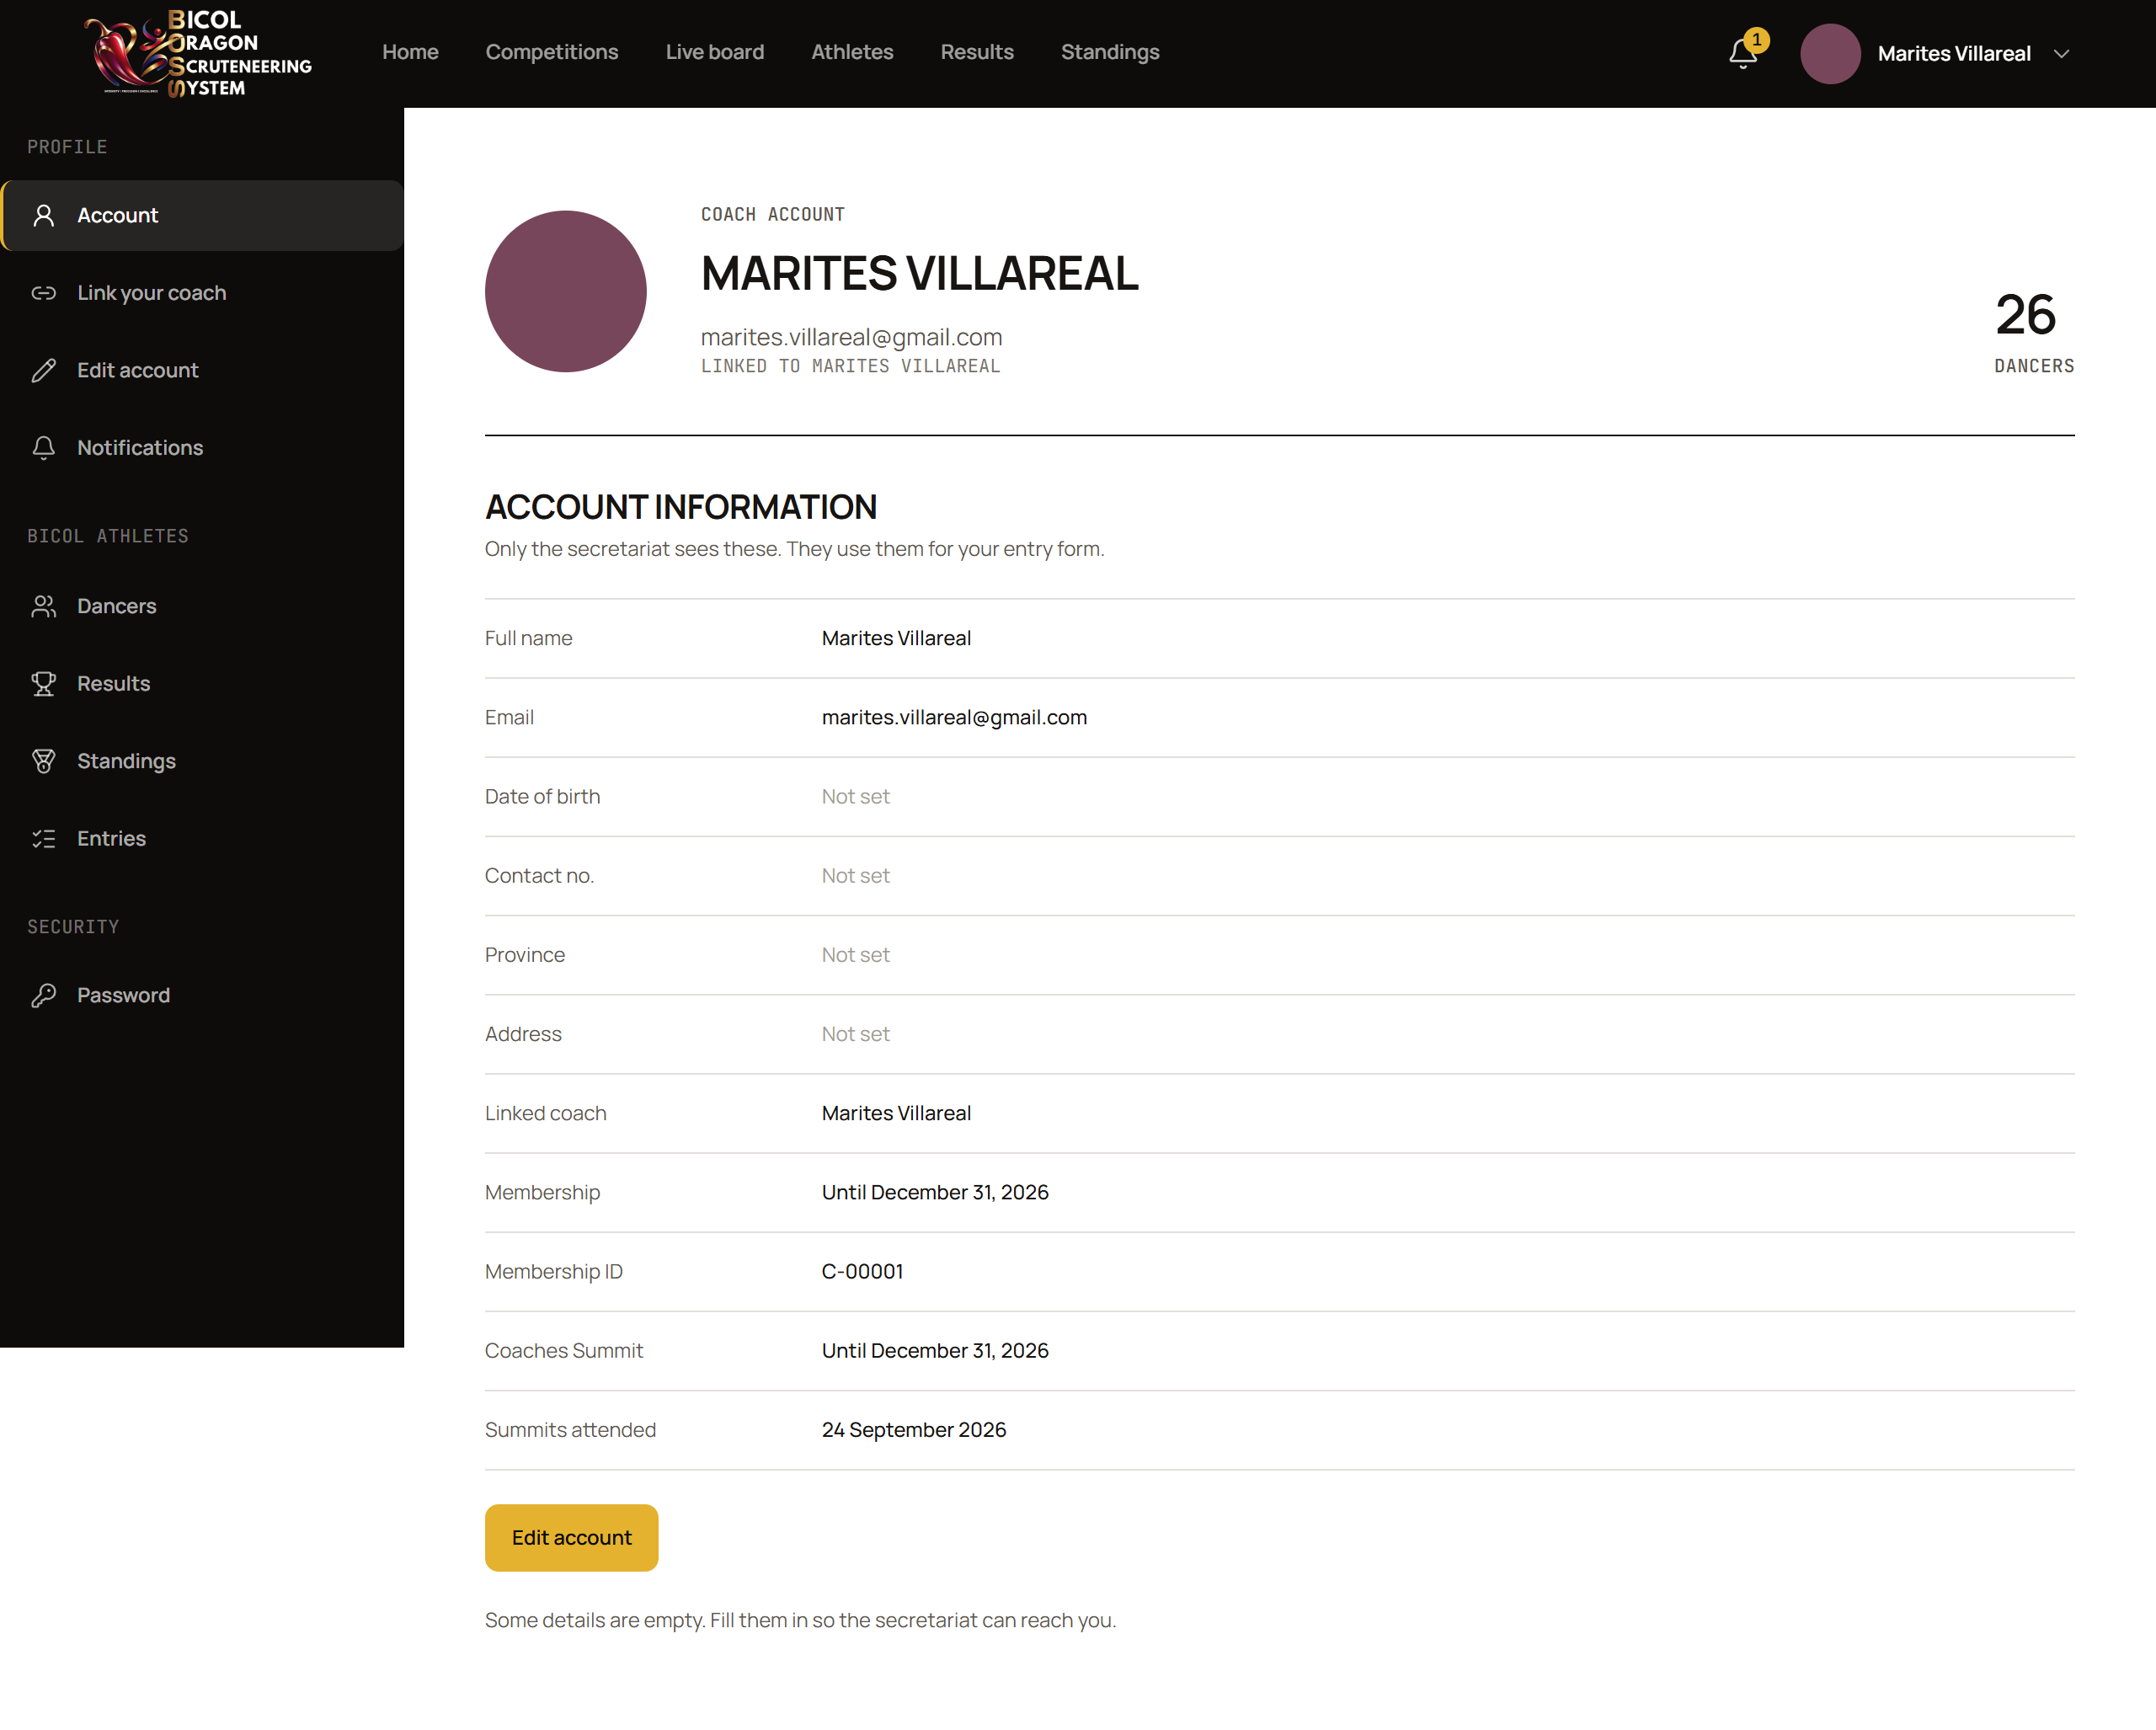 BICOL
DRAGON
SCRUTENEERING
SYSTEM
Home
Competitions
Live board
Athletes
Results
Standings
1
Marites Villareal
PROFILE
Account
Link your coach
Edit account
Notifications
BICOL ATHLETES
Dancers
Results
Standings
Entries
SECURITY
Password
COACH ACCOUNT
MARITES VILLAREAL
marites.villareal@gmail.com
LINKED TO MARITES VILLAREAL
26
DANCERS
ACCOUNT INFORMATION
Only the secretariat sees these. They use them for your entry form.
Full name Marites Villareal
Email marites.villareal@gmail.com
Date of birth Not set
Contact no. Not set
Province Not set
Address Not set
Linked coach Marites Villareal
Membership Until December 31, 2026
Membership ID C-00001
Coaches Summit Until December 31, 2026
Summits attended 24 September 2026
Edit account
Some details are empty. Fill them in so the secretariat can reach you.